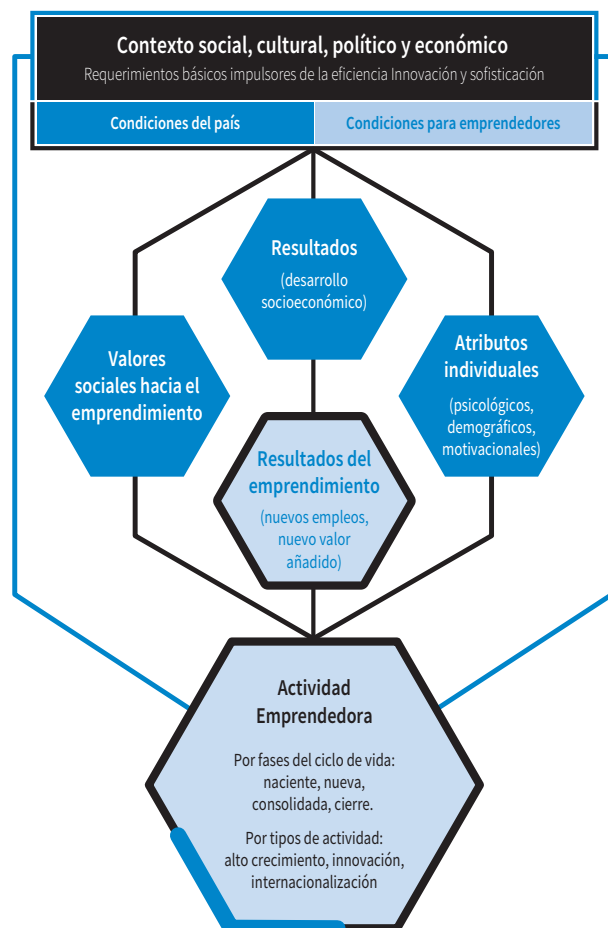 Contexto social, cultural, político y económico
Requerimientos básicos impulsores de la eficiencia Innovación y sofisticación
Condiciones del país
Condiciones para emprendedores
Resultados
(desarrollo
socioeconómico)
Valores
sociales hacia el
emprendimiento
Atributos
individuales
(psicológicos,
demográficos,
motivacionales)
Resultados del
emprendimiento
(nuevos empleos,
nuevo valor
añadido)
Actividad
Emprendedora
Por fases del ciclo de vida:
naciente, nueva,
consolidada, cierre.
Por tipos de actividad:
alto crecimiento, innovación,
internacionalización